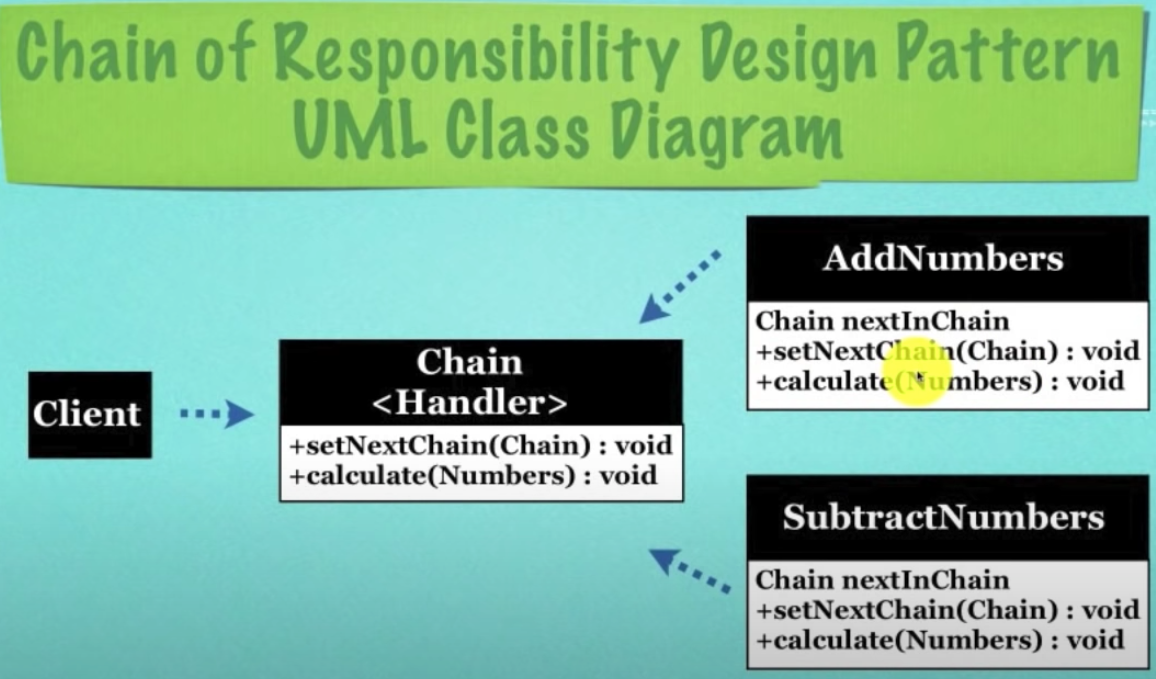 Chain of Responsibility Design Pattern
UML Class Diagram
Client
Chain
<Handler>
+setNextChain(Chain) : void
+calculate(Numbers) : void
AddNumbers
Chain nextInChain
+setNextChain(Chain) : void
+calculate(Numbers) : void
SubtractNumbers
Chain nextInChain
+setNextChain(Chain) : void
+calculate(Numbers) : void